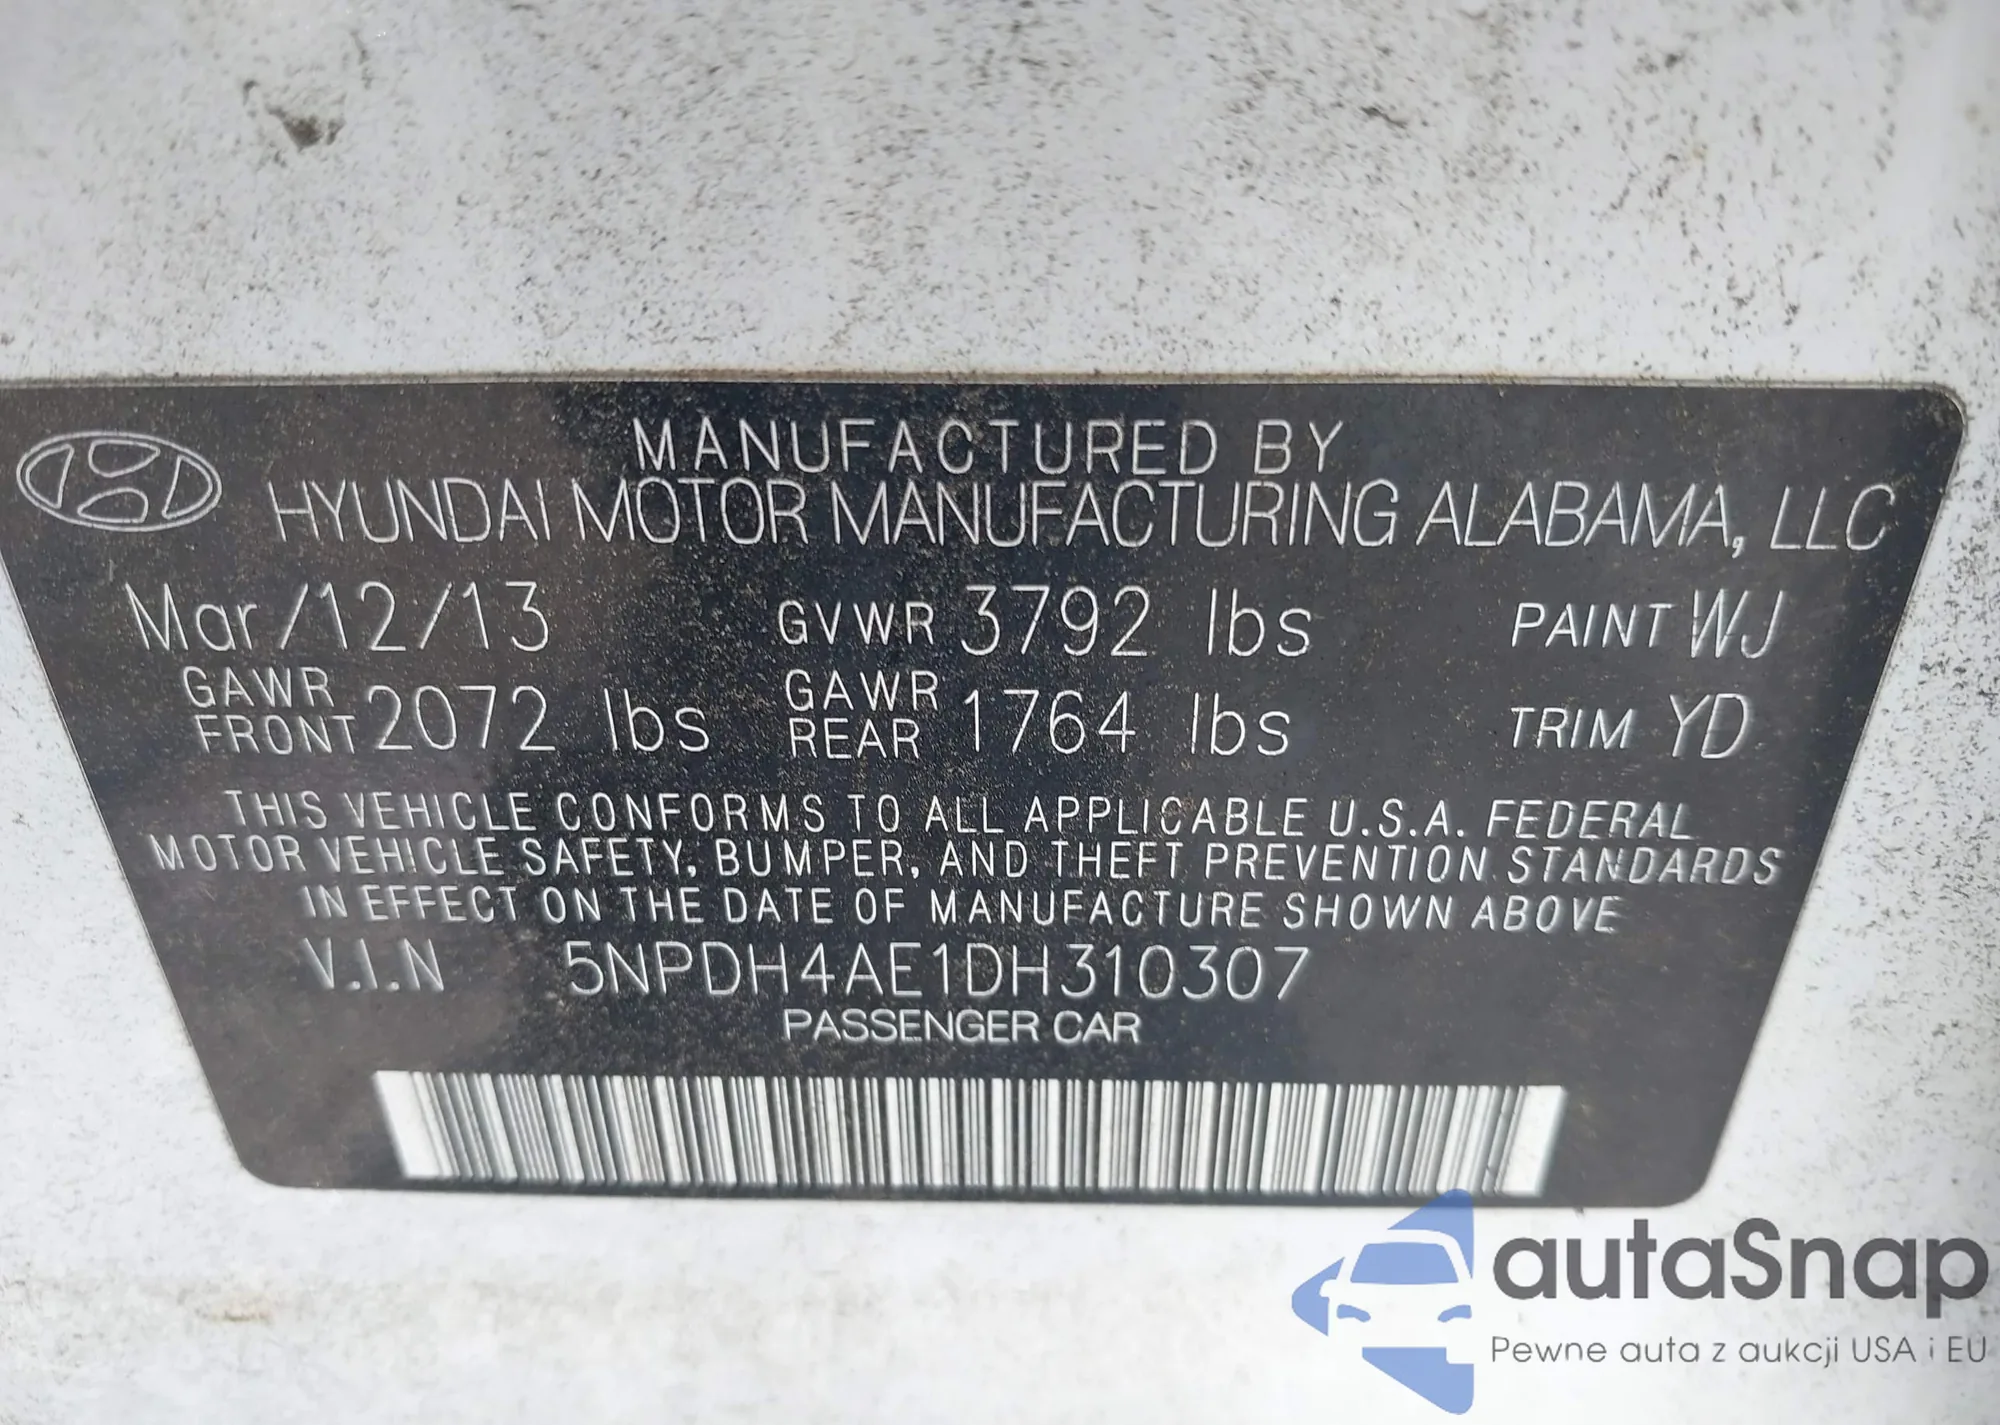 MANUFACTURED BY
HYUNDAI MOTOR MANUFACTURING ALABAMA, LLC
Mar/12/13 GVWR 3792 lbs PAINT WJ
GAWR FRONT 2072 lbs GAWR REAR 1764 lbs TRIM YD
THIS VEHICLE CONFORMS TO ALL APPLICABLE U.S.A. FEDERAL
MOTOR VEHICLE SAFETY, BUMPER, AND THEFT PREVENTION STANDARDS
IN EFFECT ON THE DATE OF MANUFACTURE SHOWN ABOVE
V.I.N 5NPDH4AE1DH310307
PASSENGER CAR
autaSnap
Pewne auta z aukcji USA i EU